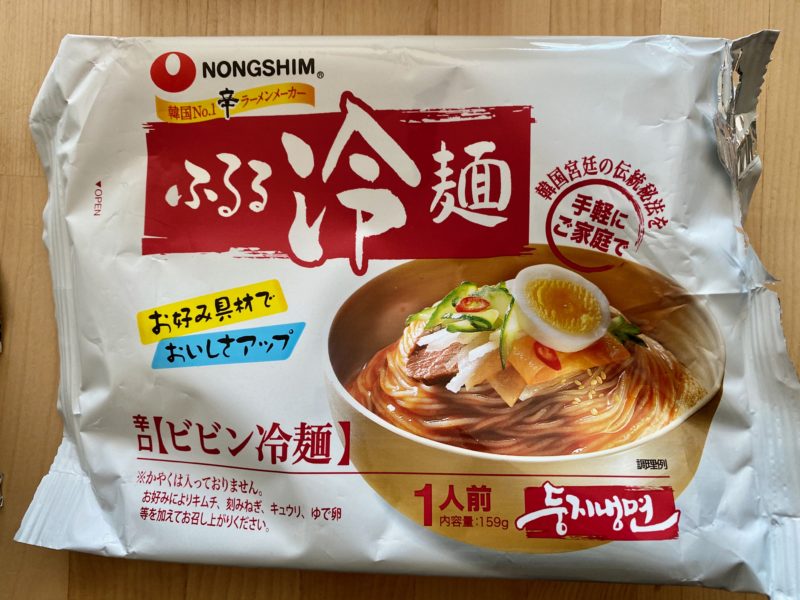 NONGSHIM®
韓国No.1 辛 ラーメンメーカー
ふるる 冷 麺
◀OPEN
韓国宮廷の伝統秘法を
手軽に
ご家庭で
お好み具材で
おいしさアップ
辛口【ビビン冷麺】
※かやくは入っておりません。
お好みによりキムチ、刻みねぎ、キュウリ、ゆで卵
等を加えてお召し上がりください。
調理例
1人前
内容量:159g
둥지냉면